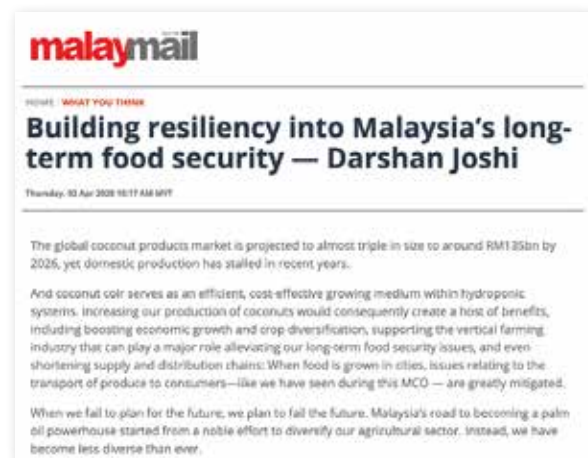 malaymail
HOME WHAT YOU THINK
Building resiliency into Malaysia's long-
term food security — Darshan Joshi
Thursday, 02 Apr 2020 10:17 AM MYT
The global coconut products market is projected to almost triple in size to around RM135bn by
2026, yet domestic production has stalled in recent years.
And coconut coir serves as an efficient, cost-effective growing medium within hydroponic
systems. Increasing our production of coconuts would consequently create a host of benefits,
including boosting economic growth and crop diversification, supporting the vertical farming
industry that can play a major role alleviating our long-term food security issues, and even
shortening supply and distribution chains: When food is grown in cities, issues relating to the
transport of produce to consumers—like we have seen during this MCO — are greatly mitigated.
When we fail to plan for the future, we plan to fail the future. Malaysia's road to becoming a palm
oil powerhouse started from a noble effort to diversify our agricultural sector. Instead, we have
become less diverse than ever.